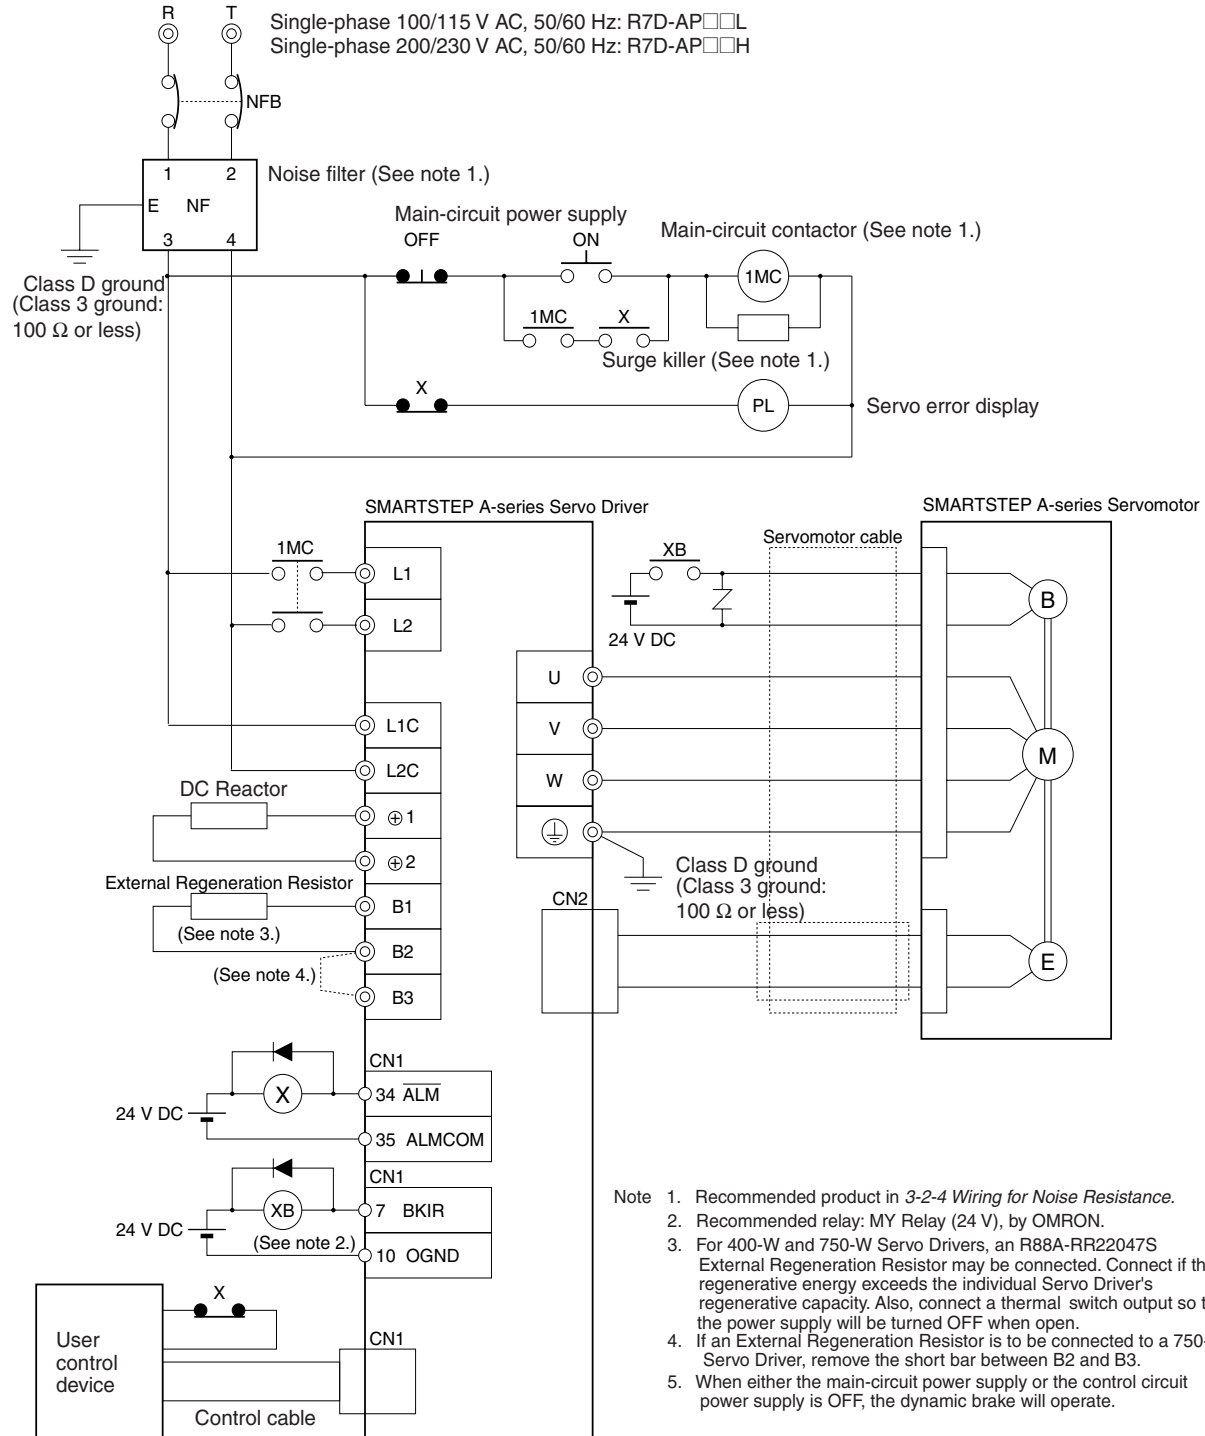 R T
Single-phase 100/115 V AC, 50/60 Hz: R7D-AP□□L
Single-phase 200/230 V AC, 50/60 Hz: R7D-AP□□H
NFB
1 2
Noise filter (See note 1.)
E NF
3 4
Class D ground
(Class 3 ground:
100 Ω or less)
Main-circuit power supply
OFF ON
Main-circuit contactor (See note 1.)
1MC
1MC X
Surge killer (See note 1.)
X
PL
Servo error display
SMARTSTEP A-series Servo Driver
SMARTSTEP A-series Servomotor
1MC
L1
L2
XB
Servomotor cable
24 V DC
B
U
V
W
M
L1C
L2C
DC Reactor
⊕1
⊕2
Class D ground
(Class 3 ground:
100 Ω or less)
External Regeneration Resistor
B1
(See note 3.)
B2
(See note 4.)
B3
CN2
E
CN1
X
34 A̅L̅M̅
24 V DC
35 ALMCOM
CN1
XB
7 BKIR
24 V DC
(See note 2.)
10 OGND
X
User
control
device
CN1
Control cable
Note 1. Recommended product in 3-2-4 Wiring for Noise Resistance.
2. Recommended relay: MY Relay (24 V), by OMRON.
3. For 400-W and 750-W Servo Drivers, an R88A-RR22047S
External Regeneration Resistor may be connected. Connect if th
regenerative energy exceeds the individual Servo Driver's
regenerative capacity. Also, connect a thermal switch output so t
the power supply will be turned OFF when open.
4. If an External Regeneration Resistor is to be connected to a 750-
Servo Driver, remove the short bar between B2 and B3.
5. When either the main-circuit power supply or the control circuit
power supply is OFF, the dynamic brake will operate.